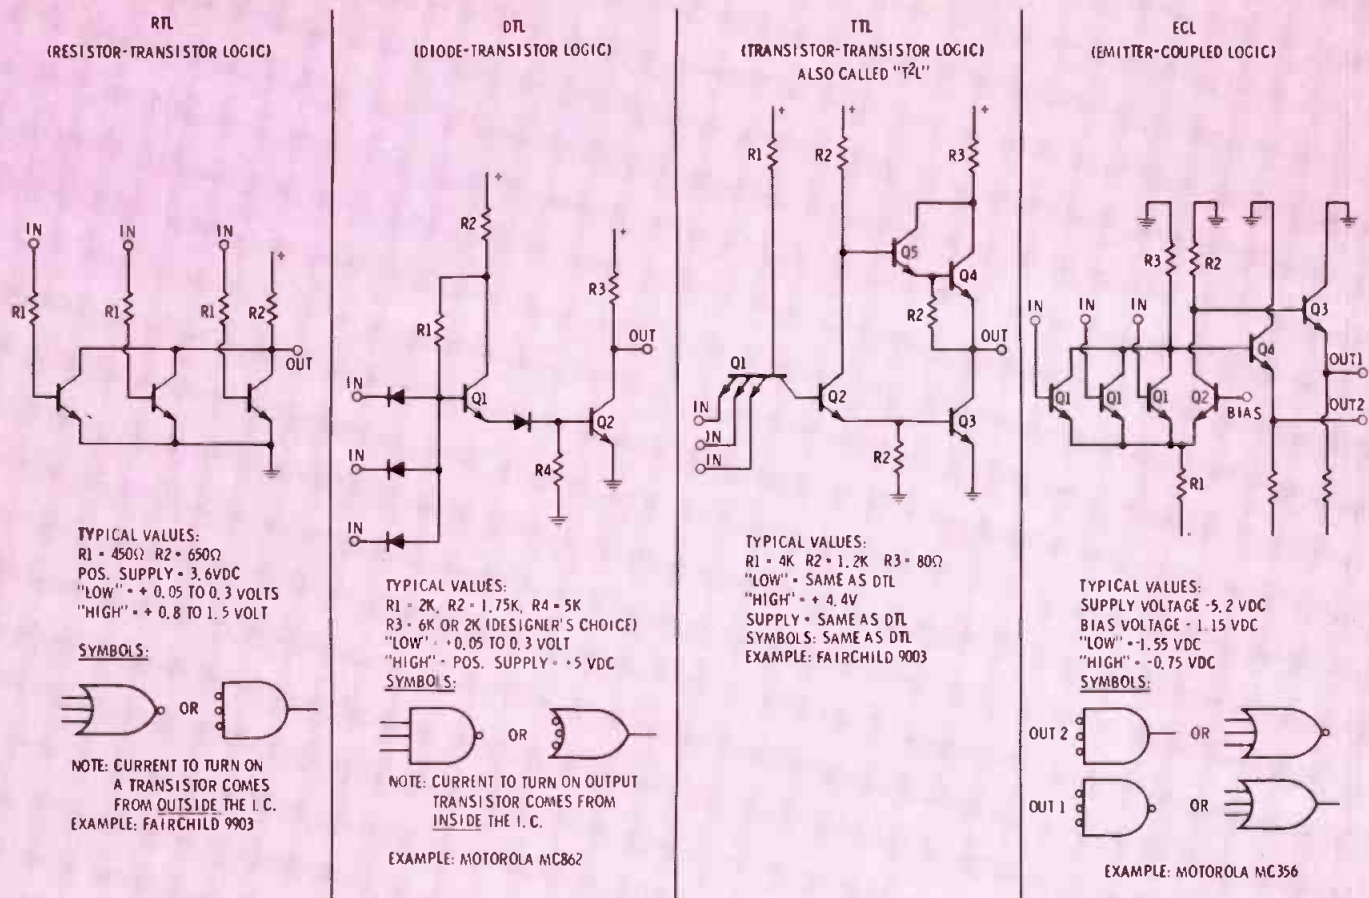 RTL
(RESISTOR-TRANSISTOR LOGIC)
IN
IN
IN
+
R1
R1
R1
R2
OUT
TYPICAL VALUES:
R1 = 450Ω R2 = 650Ω
POS. SUPPLY = 3.6VDC
"LOW" = + 0.05 TO 0.3 VOLTS
"HIGH" = + 0.8 TO 1.5 VOLT
SYMBOLS:
OR
NOTE: CURRENT TO TURN ON
A TRANSISTOR COMES
FROM OUTSIDE THE I.C.
EXAMPLE: FAIRCHILD 9903
DTL
(DIODE-TRANSISTOR LOGIC)
+
R2
+
R3
R1
OUT
IN
Q1
Q2
IN
R4
IN
TYPICAL VALUES:
R1 = 2K, R2 = 1.75K, R4 = 5K
R3 = 6K OR 2K (DESIGNER'S CHOICE)
"LOW" = +0.05 TO 0.3 VOLT
"HIGH" = POS. SUPPLY = +5 VDC
SYMBOLS:
OR
NOTE: CURRENT TO TURN ON OUTPUT
TRANSISTOR COMES FROM
INSIDE THE I.C.
EXAMPLE: MOTOROLA MC862
TTL
(TRANSISTOR-TRANSISTOR LOGIC)
ALSO CALLED "T²L"
+
+
+
R1
R2
R3
Q5
Q4
R2
OUT
Q1
Q2
Q3
IN
IN
IN
R2
TYPICAL VALUES:
R1 = 4K R2 = 1.2K R3 = 80Ω
"LOW" = SAME AS DTL
"HIGH" = + 4.4V
SUPPLY = SAME AS DTL
SYMBOLS: SAME AS DTL
EXAMPLE: FAIRCHILD 9003
ECL
(EMITTER-COUPLED LOGIC)
R3
R2
IN
IN
IN
Q3
Q4
OUT1
Q1
Q1
Q1
Q2
BIAS
OUT2
R1
TYPICAL VALUES:
SUPPLY VOLTAGE -5.2 VDC
BIAS VOLTAGE - 1.15 VDC
"LOW" = -1.55 VDC
"HIGH" = -0.75 VDC
SYMBOLS:
OUT 2
OR
OUT 1
OR
EXAMPLE: MOTOROLA MC356